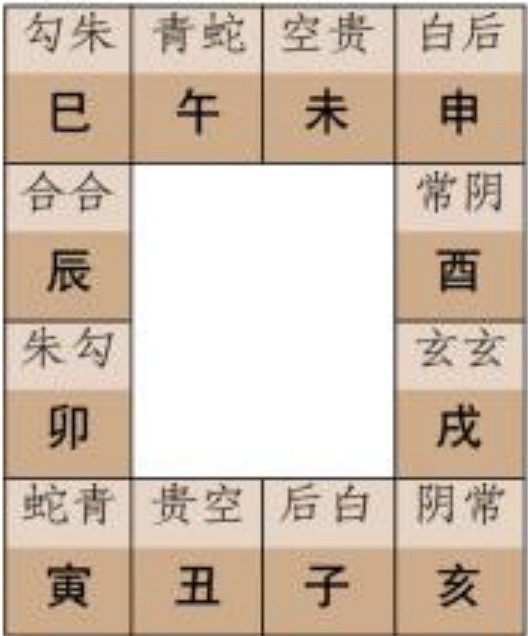 勾朱 青蛇 空贵 白后
巳 午 未 申
合合 常阴
辰 酉
朱勾 玄玄
卯 戌
蛇青 贵空 后白 阴常
寅 丑 子 亥